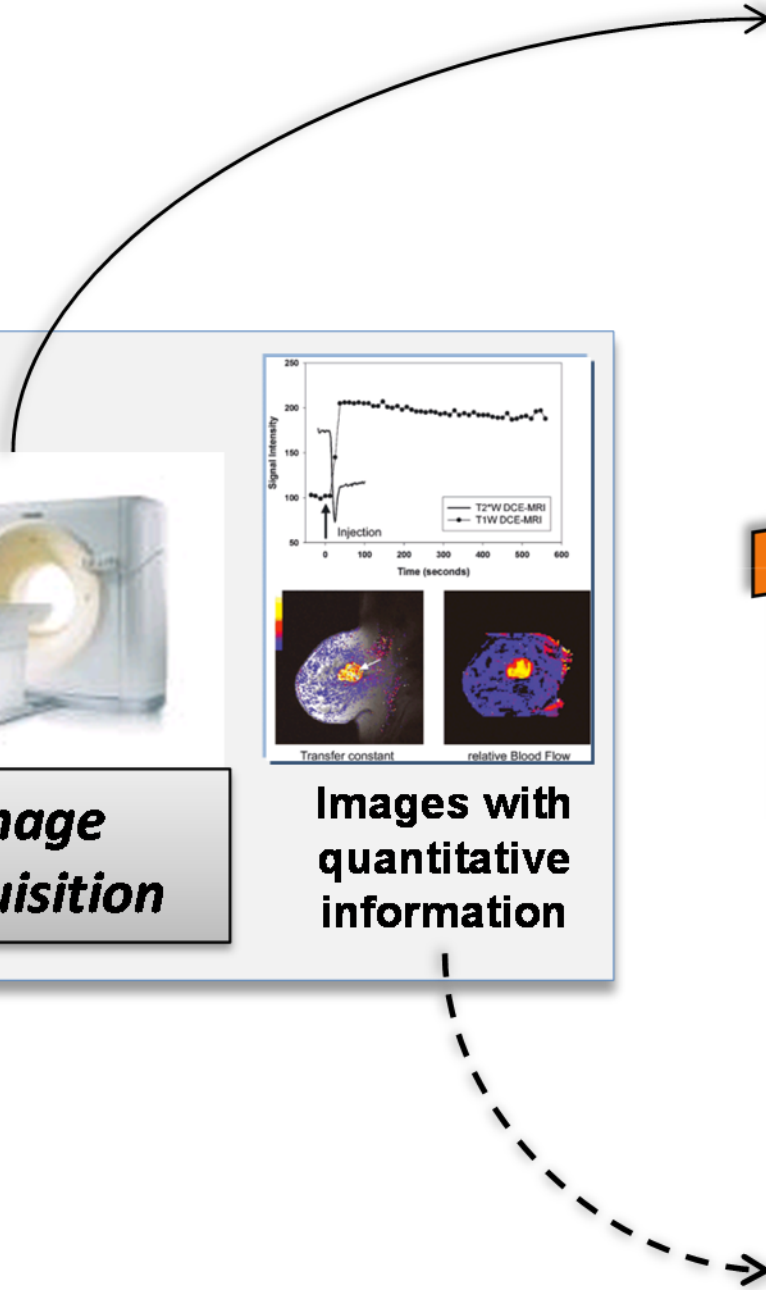 250
200
150
100
50
Signal Intensity
T2*W DCE-MRI
T1W DCE-MRI
Injection
0 100 200 300 400 500 600
Time (seconds)
Transfer constant relative Blood Flow
nage
uisition
Images with
quantitative
information